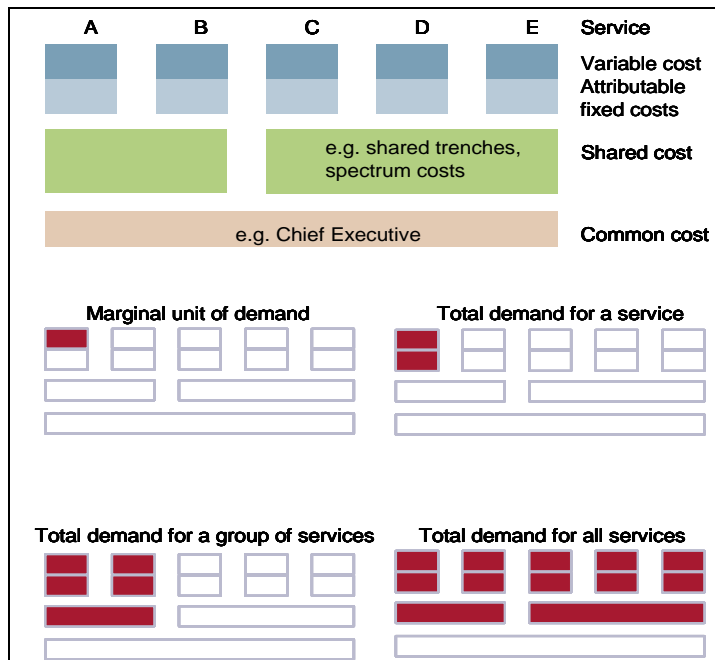 A B C D E Service
Variable cost
Attributable
fixed costs
e.g. shared trenches,
spectrum costs
Shared cost
e.g. Chief Executive
Common cost
Marginal unit of demand
Total demand for a service
Total demand for a group of services
Total demand for all services